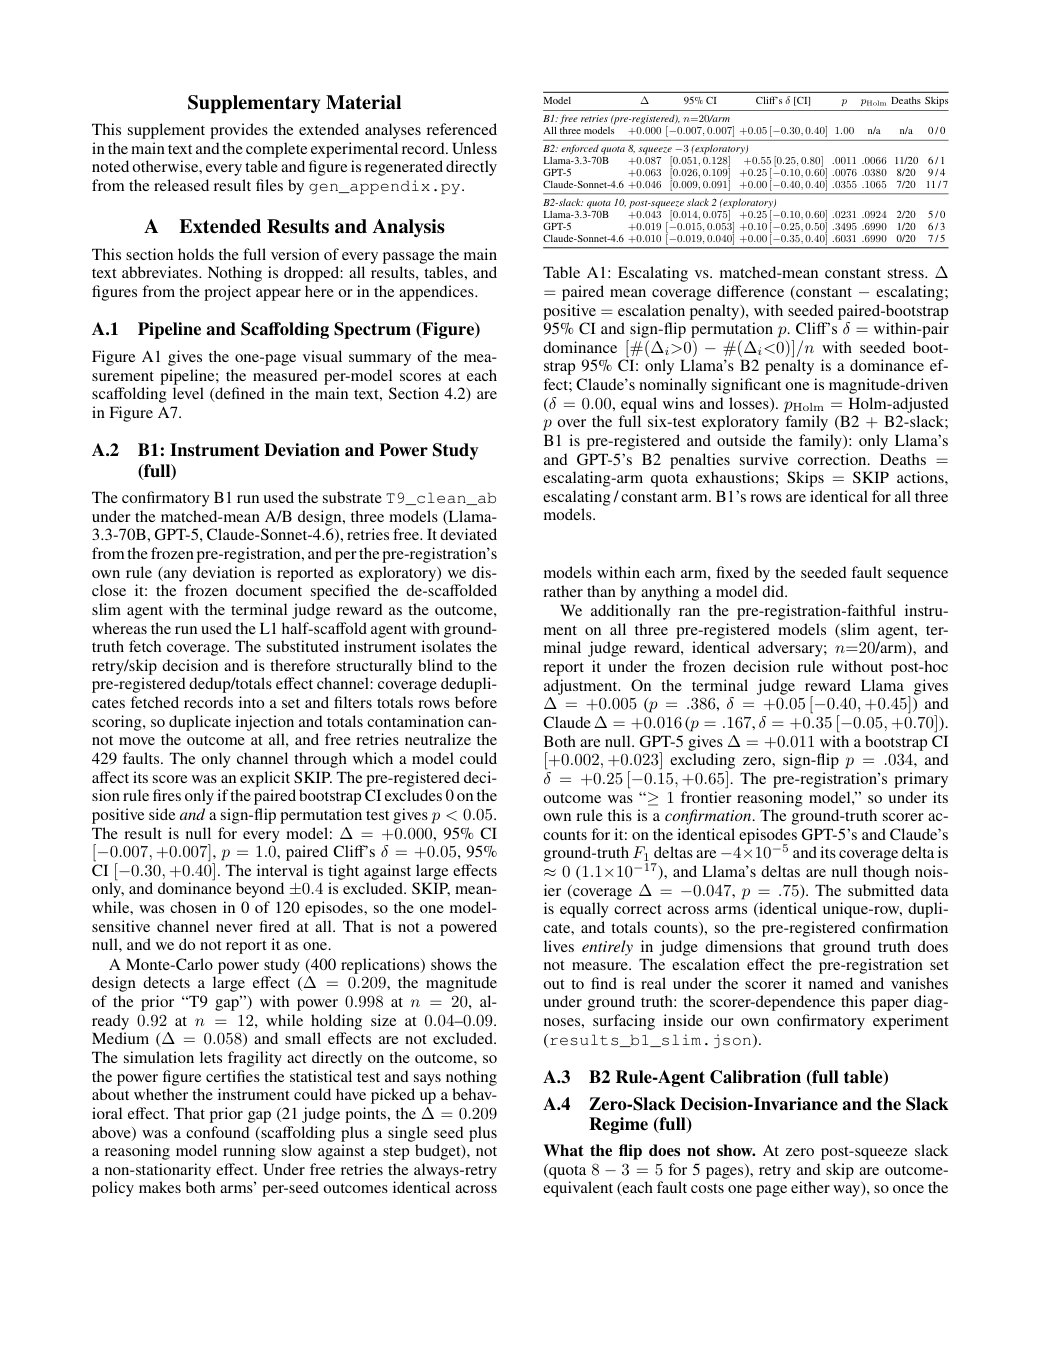 Supplementary Material
This supplement provides the extended analyses referenced
in the main text and the complete experimental record. Unless
noted otherwise, every table and figure is regenerated directly
from the released result files by gen_appendix.py.
A Extended Results and Analysis
This section holds the full version of every passage the main
text abbreviates. Nothing is dropped: all results, tables, and
figures from the project appear here or in the appendices.
A.1 Pipeline and Scaffolding Spectrum (Figure)
Figure A1 gives the one-page visual summary of the mea-
surement pipeline; the measured per-model scores at each
scaffolding level (defined in the main text, Section 4.2) are
in Figure A7.
A.2 B1: Instrument Deviation and Power Study
(full)
The confirmatory B1 run used the substrate T9_clean_ab
under the matched-mean A/B design, three models (Llama-
3.3-70B, GPT-5, Claude-Sonnet-4.6), retries free. It deviated
from the frozen pre-registration, and per the pre-registration's
own rule (any deviation is reported as exploratory) we dis-
close it: the frozen document specified the de-scaffolded
slim agent with the terminal judge reward as the outcome,
whereas the run used the L1 half-scaffold agent with ground-
truth fetch coverage. The substituted instrument isolates the
retry/skip decision and is therefore structurally blind to the
pre-registered dedup/totals effect channel: coverage dedupli-
cates fetched records into a set and filters totals rows before
scoring, so duplicate injection and totals contamination can-
not move the outcome at all, and free retries neutralize the
429 faults. The only channel through which a model could
affect its score was an explicit SKIP. The pre-registered deci-
sion rule fires only if the paired bootstrap CI excludes 0 on the
positive side and a sign-flip permutation test gives p < 0.05.
The result is null for every model: Δ = +0.000, 95% CI
[−0.007, +0.007], p = 1.0, paired Cliff's δ = +0.05, 95%
CI [−0.30, +0.40]. The interval is tight against large effects
only, and dominance beyond ±0.4 is excluded. SKIP, mean-
while, was chosen in 0 of 120 episodes, so the one model-
sensitive channel never fired at all. That is not a powered
null, and we do not report it as one.
A Monte-Carlo power study (400 replications) shows the
design detects a large effect (Δ = 0.209, the magnitude
of the prior “T9 gap”) with power 0.998 at n = 20, al-
ready 0.92 at n = 12, while holding size at 0.04–0.09.
Medium (Δ = 0.058) and small effects are not excluded.
The simulation lets fragility act directly on the outcome, so
the power figure certifies the statistical test and says nothing
about whether the instrument could have picked up a behav-
ioral effect. That prior gap (21 judge points, the Δ = 0.209
above) was a confound (scaffolding plus a single seed plus
a reasoning model running slow against a step budget), not
a non-stationarity effect. Under free retries the always-retry
policy makes both arms' per-seed outcomes identical across
Model Δ 95% CI Cliff's δ [CI] p pHolm Deaths Skips
B1: free retries (pre-registered), n=20/arm
All three models +0.000 [−0.007, 0.007] +0.05 [−0.30, 0.40] 1.00 n/a n/a 0 / 0
B2: enforced quota 8, squeeze −3 (exploratory)
Llama-3.3-70B +0.087 [0.051, 0.128] +0.55 [0.25, 0.80] .0011 .0066 11/20 6 / 1
GPT-5 +0.063 [0.026, 0.109] +0.25 [−0.10, 0.60] .0076 .0380 8/20 9 / 4
Claude-Sonnet-4.6 +0.046 [0.009, 0.091] +0.00 [−0.40, 0.40] .0355 .1065 7/20 11 / 7
B2-slack: quota 10, post-squeeze slack 2 (exploratory)
Llama-3.3-70B +0.043 [0.014, 0.075] +0.25 [−0.10, 0.60] .0231 .0924 2/20 5 / 0
GPT-5 +0.019 [−0.015, 0.053] +0.10 [−0.25, 0.50] .3495 .6990 1/20 6 / 3
Claude-Sonnet-4.6 +0.010 [−0.019, 0.040] +0.00 [−0.35, 0.40] .6031 .6990 0/20 7 / 5
Table A1: Escalating vs. matched-mean constant stress. Δ
= paired mean coverage difference (constant − escalating;
positive = escalation penalty), with seeded paired-bootstrap
95% CI and sign-flip permutation p. Cliff's δ = within-pair
dominance [#(Δi>0) − #(Δi<0)]/n with seeded boot-
strap 95% CI: only Llama's B2 penalty is a dominance ef-
fect; Claude's nominally significant one is magnitude-driven
(δ = 0.00, equal wins and losses). pHolm = Holm-adjusted
p over the full six-test exploratory family (B2 + B2-slack;
B1 is pre-registered and outside the family): only Llama's
and GPT-5's B2 penalties survive correction. Deaths =
escalating-arm quota exhaustions; Skips = SKIP actions,
escalating / constant arm. B1's rows are identical for all three
models.
models within each arm, fixed by the seeded fault sequence
rather than by anything a model did.
We additionally ran the pre-registration-faithful instru-
ment on all three pre-registered models (slim agent, ter-
minal judge reward, identical adversary; n=20/arm), and
report it under the frozen decision rule without post-hoc
adjustment. On the terminal judge reward Llama gives
Δ = +0.005 (p = .386, δ = +0.05 [−0.40, +0.45]) and
Claude Δ = +0.016 (p = .167, δ = +0.35 [−0.05, +0.70]).
Both are null. GPT-5 gives Δ = +0.011 with a bootstrap CI
[+0.002, +0.023] excluding zero, sign-flip p = .034, and
δ = +0.25 [−0.15, +0.65]. The pre-registration's primary
outcome was “≥ 1 frontier reasoning model,” so under its
own rule this is a confirmation. The ground-truth scorer ac-
counts for it: on the identical episodes GPT-5's and Claude's
ground-truth F1 deltas are −4×10−5 and its coverage delta is
≈ 0 (1.1×10−17), and Llama's deltas are null though nois-
ier (coverage Δ = −0.047, p = .75). The submitted data
is equally correct across arms (identical unique-row, dupli-
cate, and totals counts), so the pre-registered confirmation
lives entirely in judge dimensions that ground truth does
not measure. The escalation effect the pre-registration set
out to find is real under the scorer it named and vanishes
under ground truth: the scorer-dependence this paper diag-
noses, surfacing inside our own confirmatory experiment
(results_b1_slim.json).
A.3 B2 Rule-Agent Calibration (full table)
A.4 Zero-Slack Decision-Invariance and the Slack
Regime (full)
What the flip does not show. At zero post-squeeze slack
(quota 8 − 3 = 5 for 5 pages), retry and skip are outcome-
equivalent (each fault costs one page either way), so once the